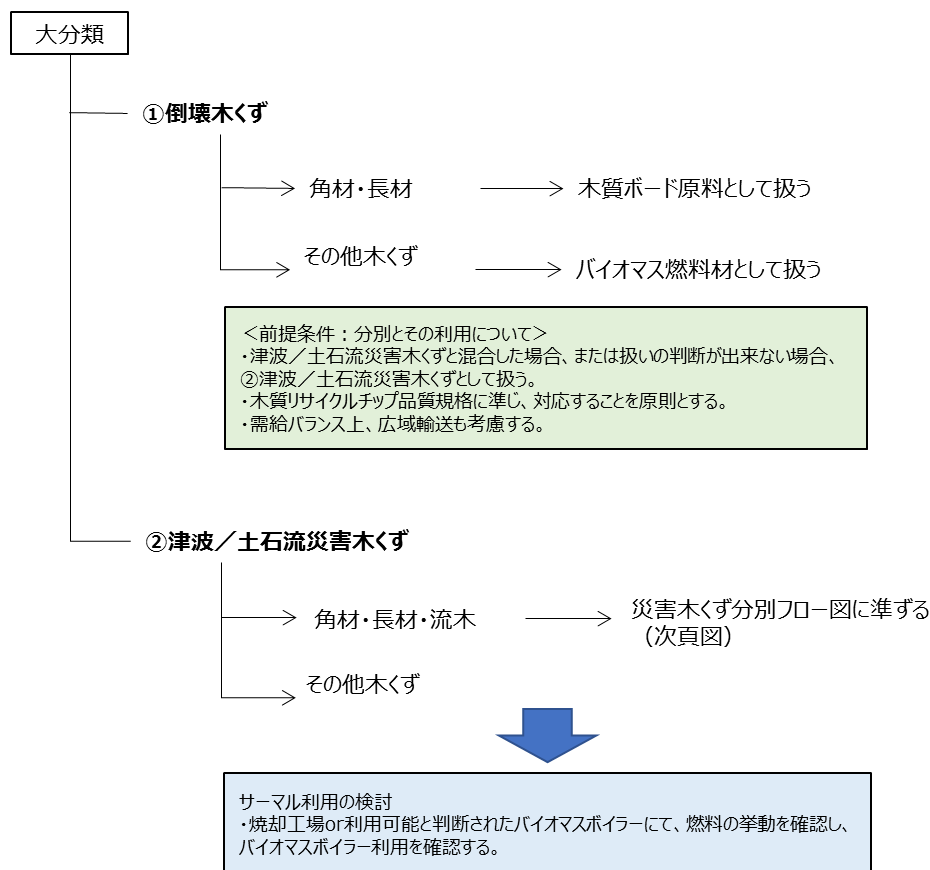 大分類
①倒壊木くず
角材・長材
木質ボード原料として扱う
その他木くず
バイオマス燃料材として扱う
＜前提条件：分別とその利用について＞
・津波／土石流災害木くずと混合した場合、または扱いの判断が出来ない場合、
②津波／土石流災害木くずとして扱う。
・木質リサイクルチップ品質規格に準じ、対応することを原則とする。
・需給バランス上、広域輸送も考慮する。
②津波／土石流災害木くず
角材・長材・流木
災害木くず分別フロー図に準ずる
（次頁図）
その他木くず
サーマル利用の検討
・焼却工場or利用可能と判断されたバイオマスボイラーにて、燃料の挙動を確認し、
バイオマスボイラー利用を確認する。